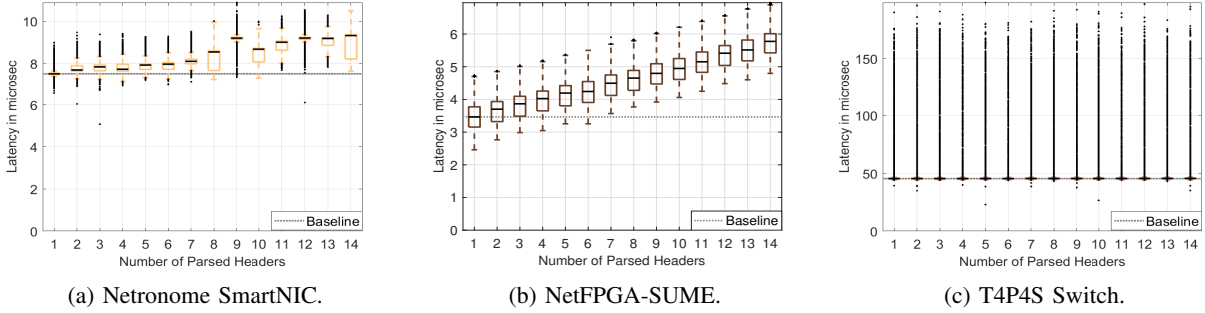 Latency in microsec
10
8
6
4
2
0
Baseline
1 2 3 4 5 6 7 8 9 10 11 12 13 14
Number of Parsed Headers
(a) Netronome SmartNIC.
Latency in microsec
6
5
4
3
2
1
0
Baseline
1 2 3 4 5 6 7 8 9 10 11 12 13 14
Number of Parsed Headers
(b) NetFPGA-SUME.
Latency in microsec
150
100
50
0
Baseline
1 2 3 4 5 6 7 8 9 10 11 12 13 14
Number of Parsed Headers
(c) T4P4S Switch.